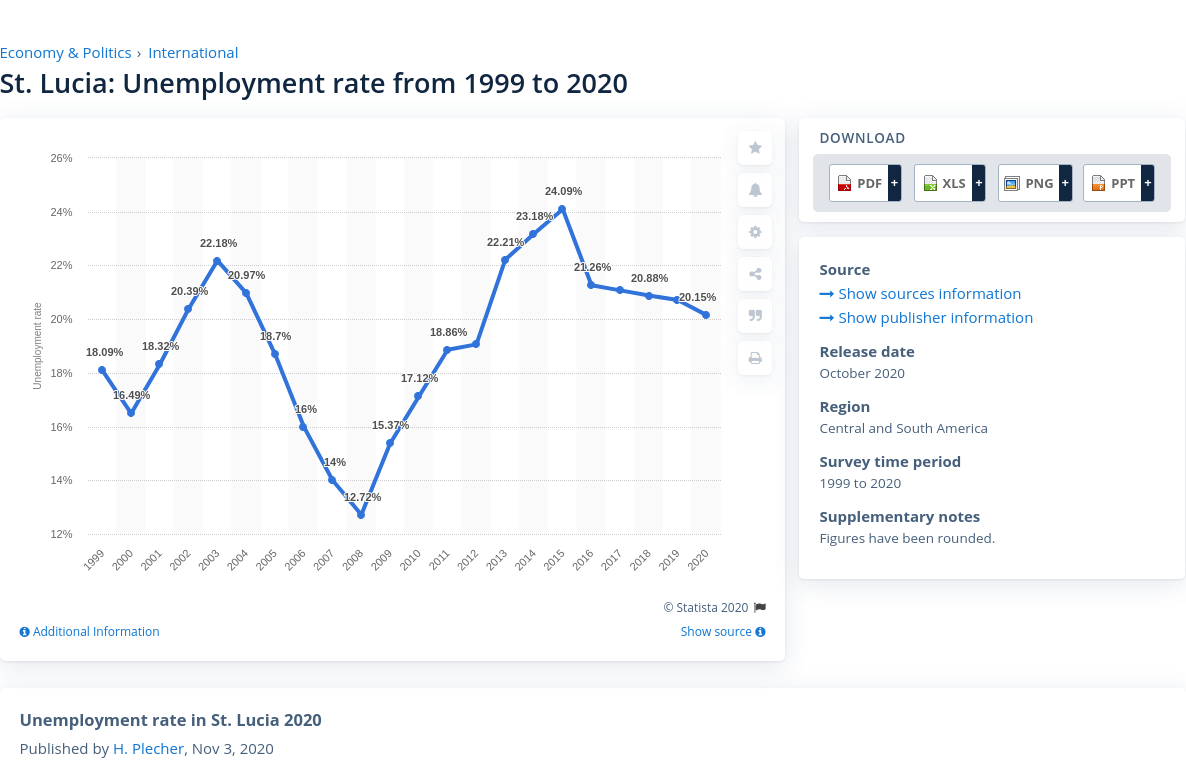 Economy & Politics › International
St. Lucia: Unemployment rate from 1999 to 2020
Unemployment rate
26%
24%
22%
20%
18%
16%
14%
12%
18.09%
16.49%
18.32%
20.39%
22.18%
20.97%
18.7%
16%
14%
12.72%
15.37%
17.12%
18.86%
22.21%
23.18%
24.09%
21.26%
20.88%
20.15%
1999
2000
2001
2002
2003
2004
2005
2006
2007
2008
2009
2010
2011
2012
2013
2014
2015
2016
2017
2018
2019
2020
© Statista 2020
Additional Information
Show source
DOWNLOAD
PDF + XLS + PNG + PPT +
Source
Show sources information
Show publisher information
Release date
October 2020
Region
Central and South America
Survey time period
1999 to 2020
Supplementary notes
Figures have been rounded.
Unemployment rate in St. Lucia 2020
Published by H. Plecher, Nov 3, 2020